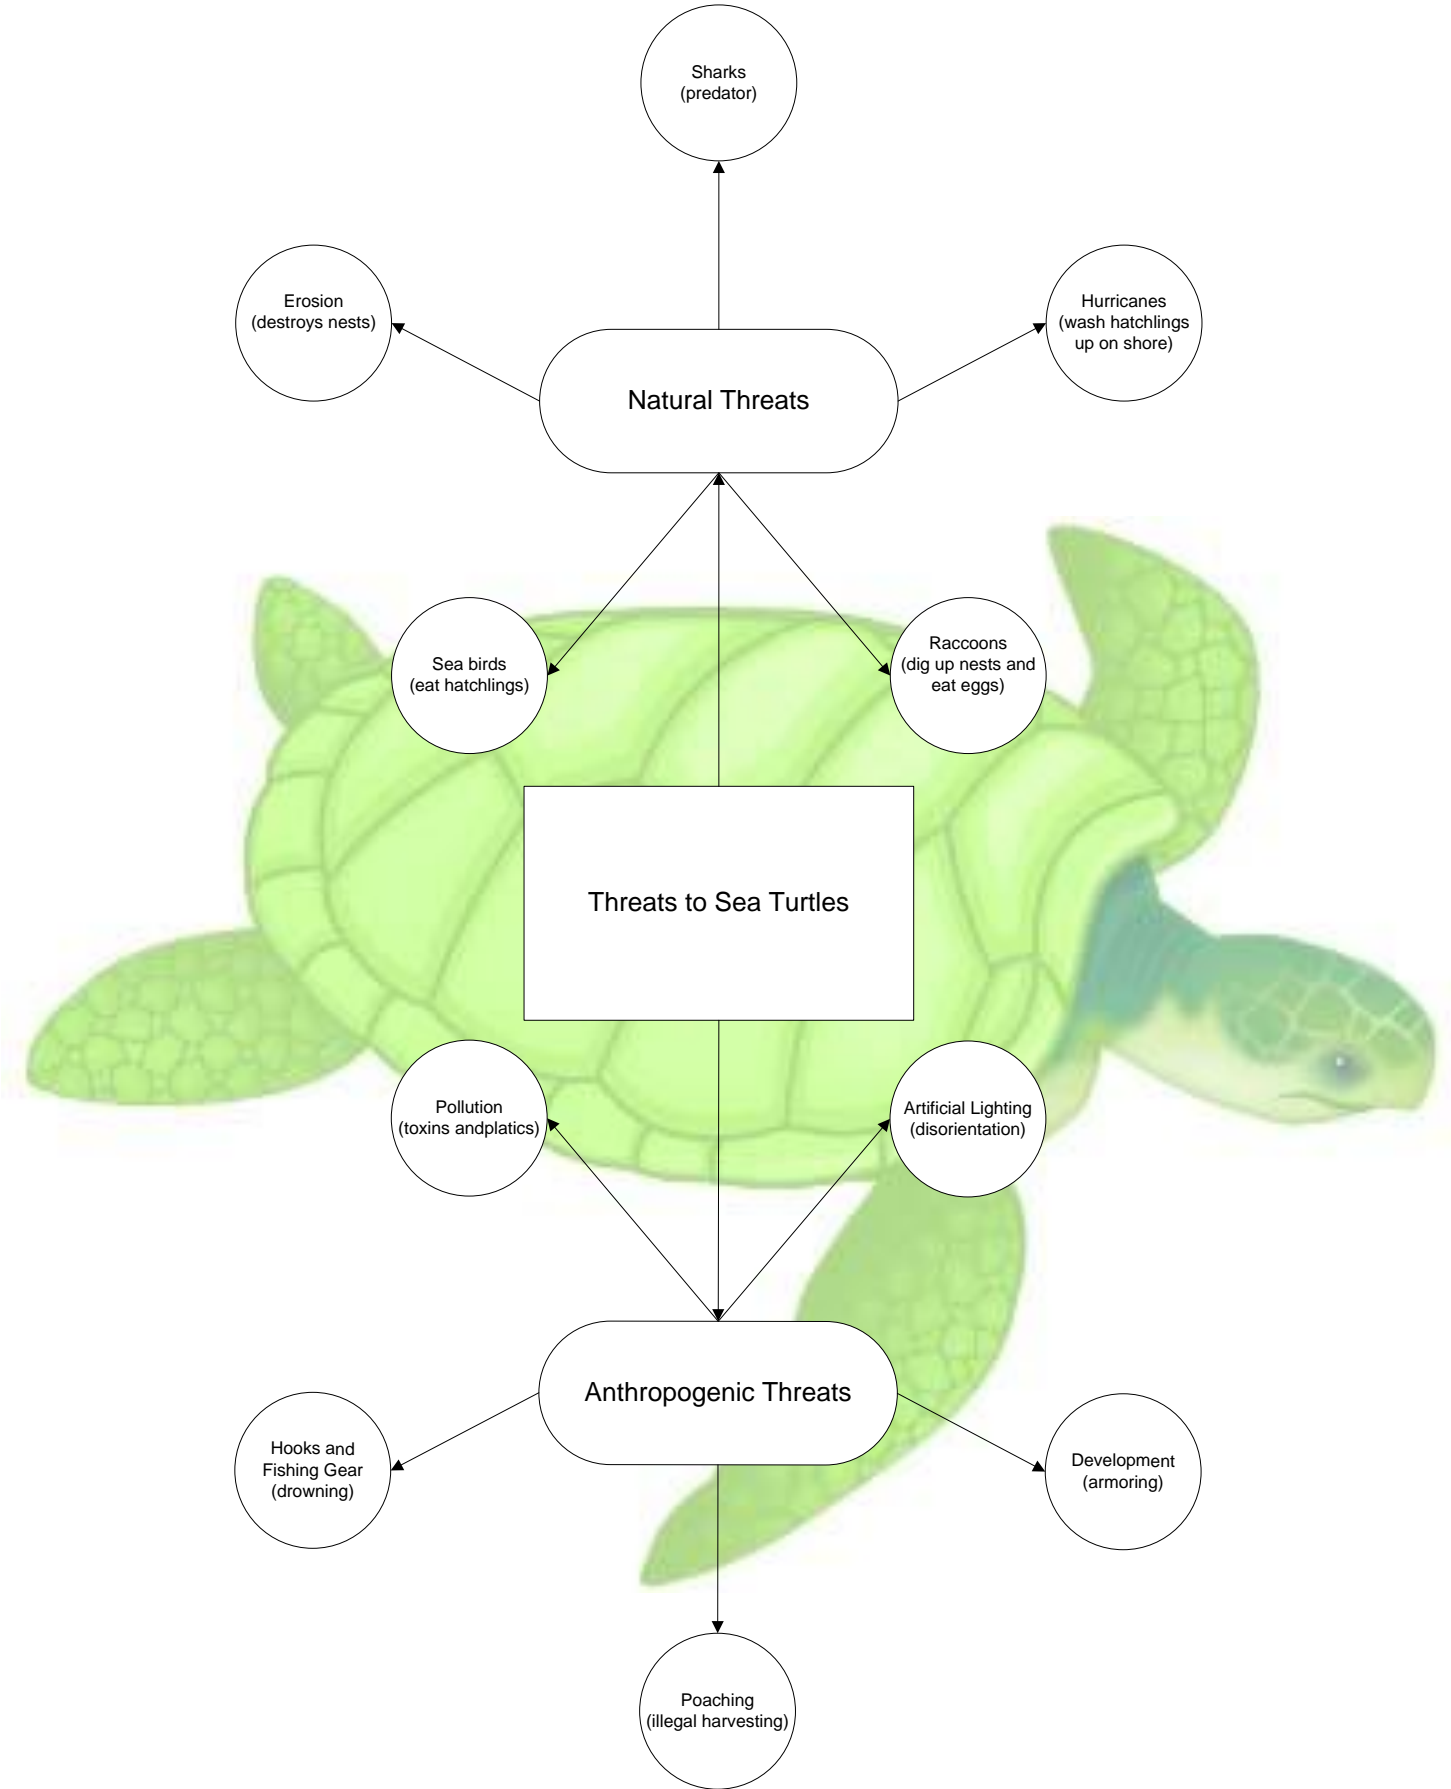 Sharks
(predator)
Erosion
(destroys nests)
Hurricanes
(wash hatchlings
up on shore)
Natural Threats
Sea birds
(eat hatchlings)
Raccoons
(dig up nests and
eat eggs)
Threats to Sea Turtles
Pollution
(toxins andplatics)
Artificial Lighting
(disorientation)
Anthropogenic Threats
Hooks and
Fishing Gear
(drowning)
Development
(armoring)
Poaching
(illegal harvesting)